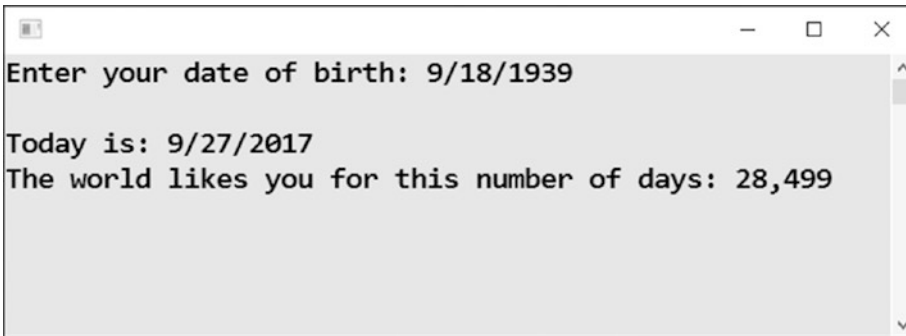 Enter your date of birth: 9/18/1939
Today is: 9/27/2017
The world likes you for this number of days: 28,499